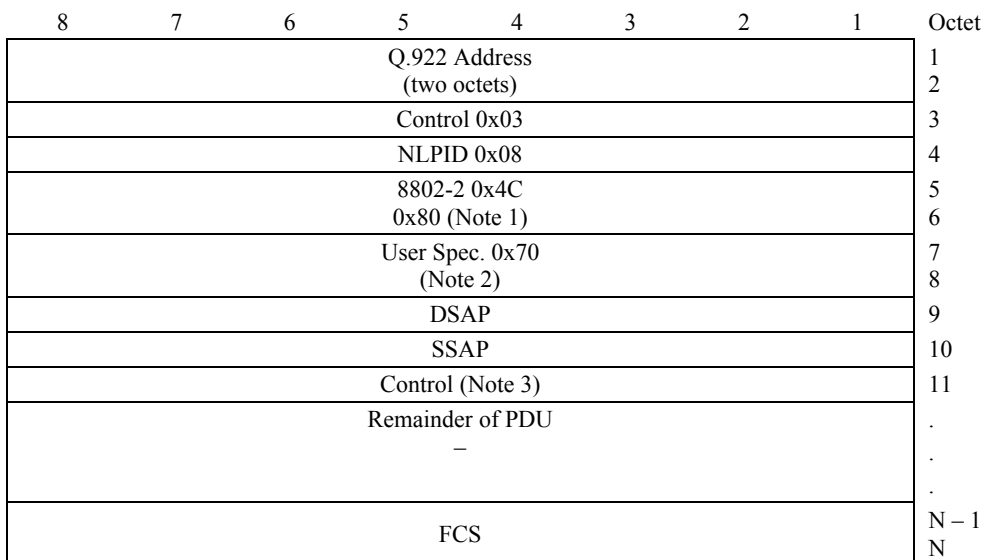 8 7 6 5 4 3 2 1 Octet
Q.922 Address 1
(two octets) 2
Control 0x03 3
NLPID 0x08 4
8802-2 0x4C 5
0x80 (Note 1) 6
User Spec. 0x70 7
(Note 2) 8
DSAP 9
SSAP 10
Control (Note 3) 11
Remainder of PDU .
– .
.
FCS N – 1
N